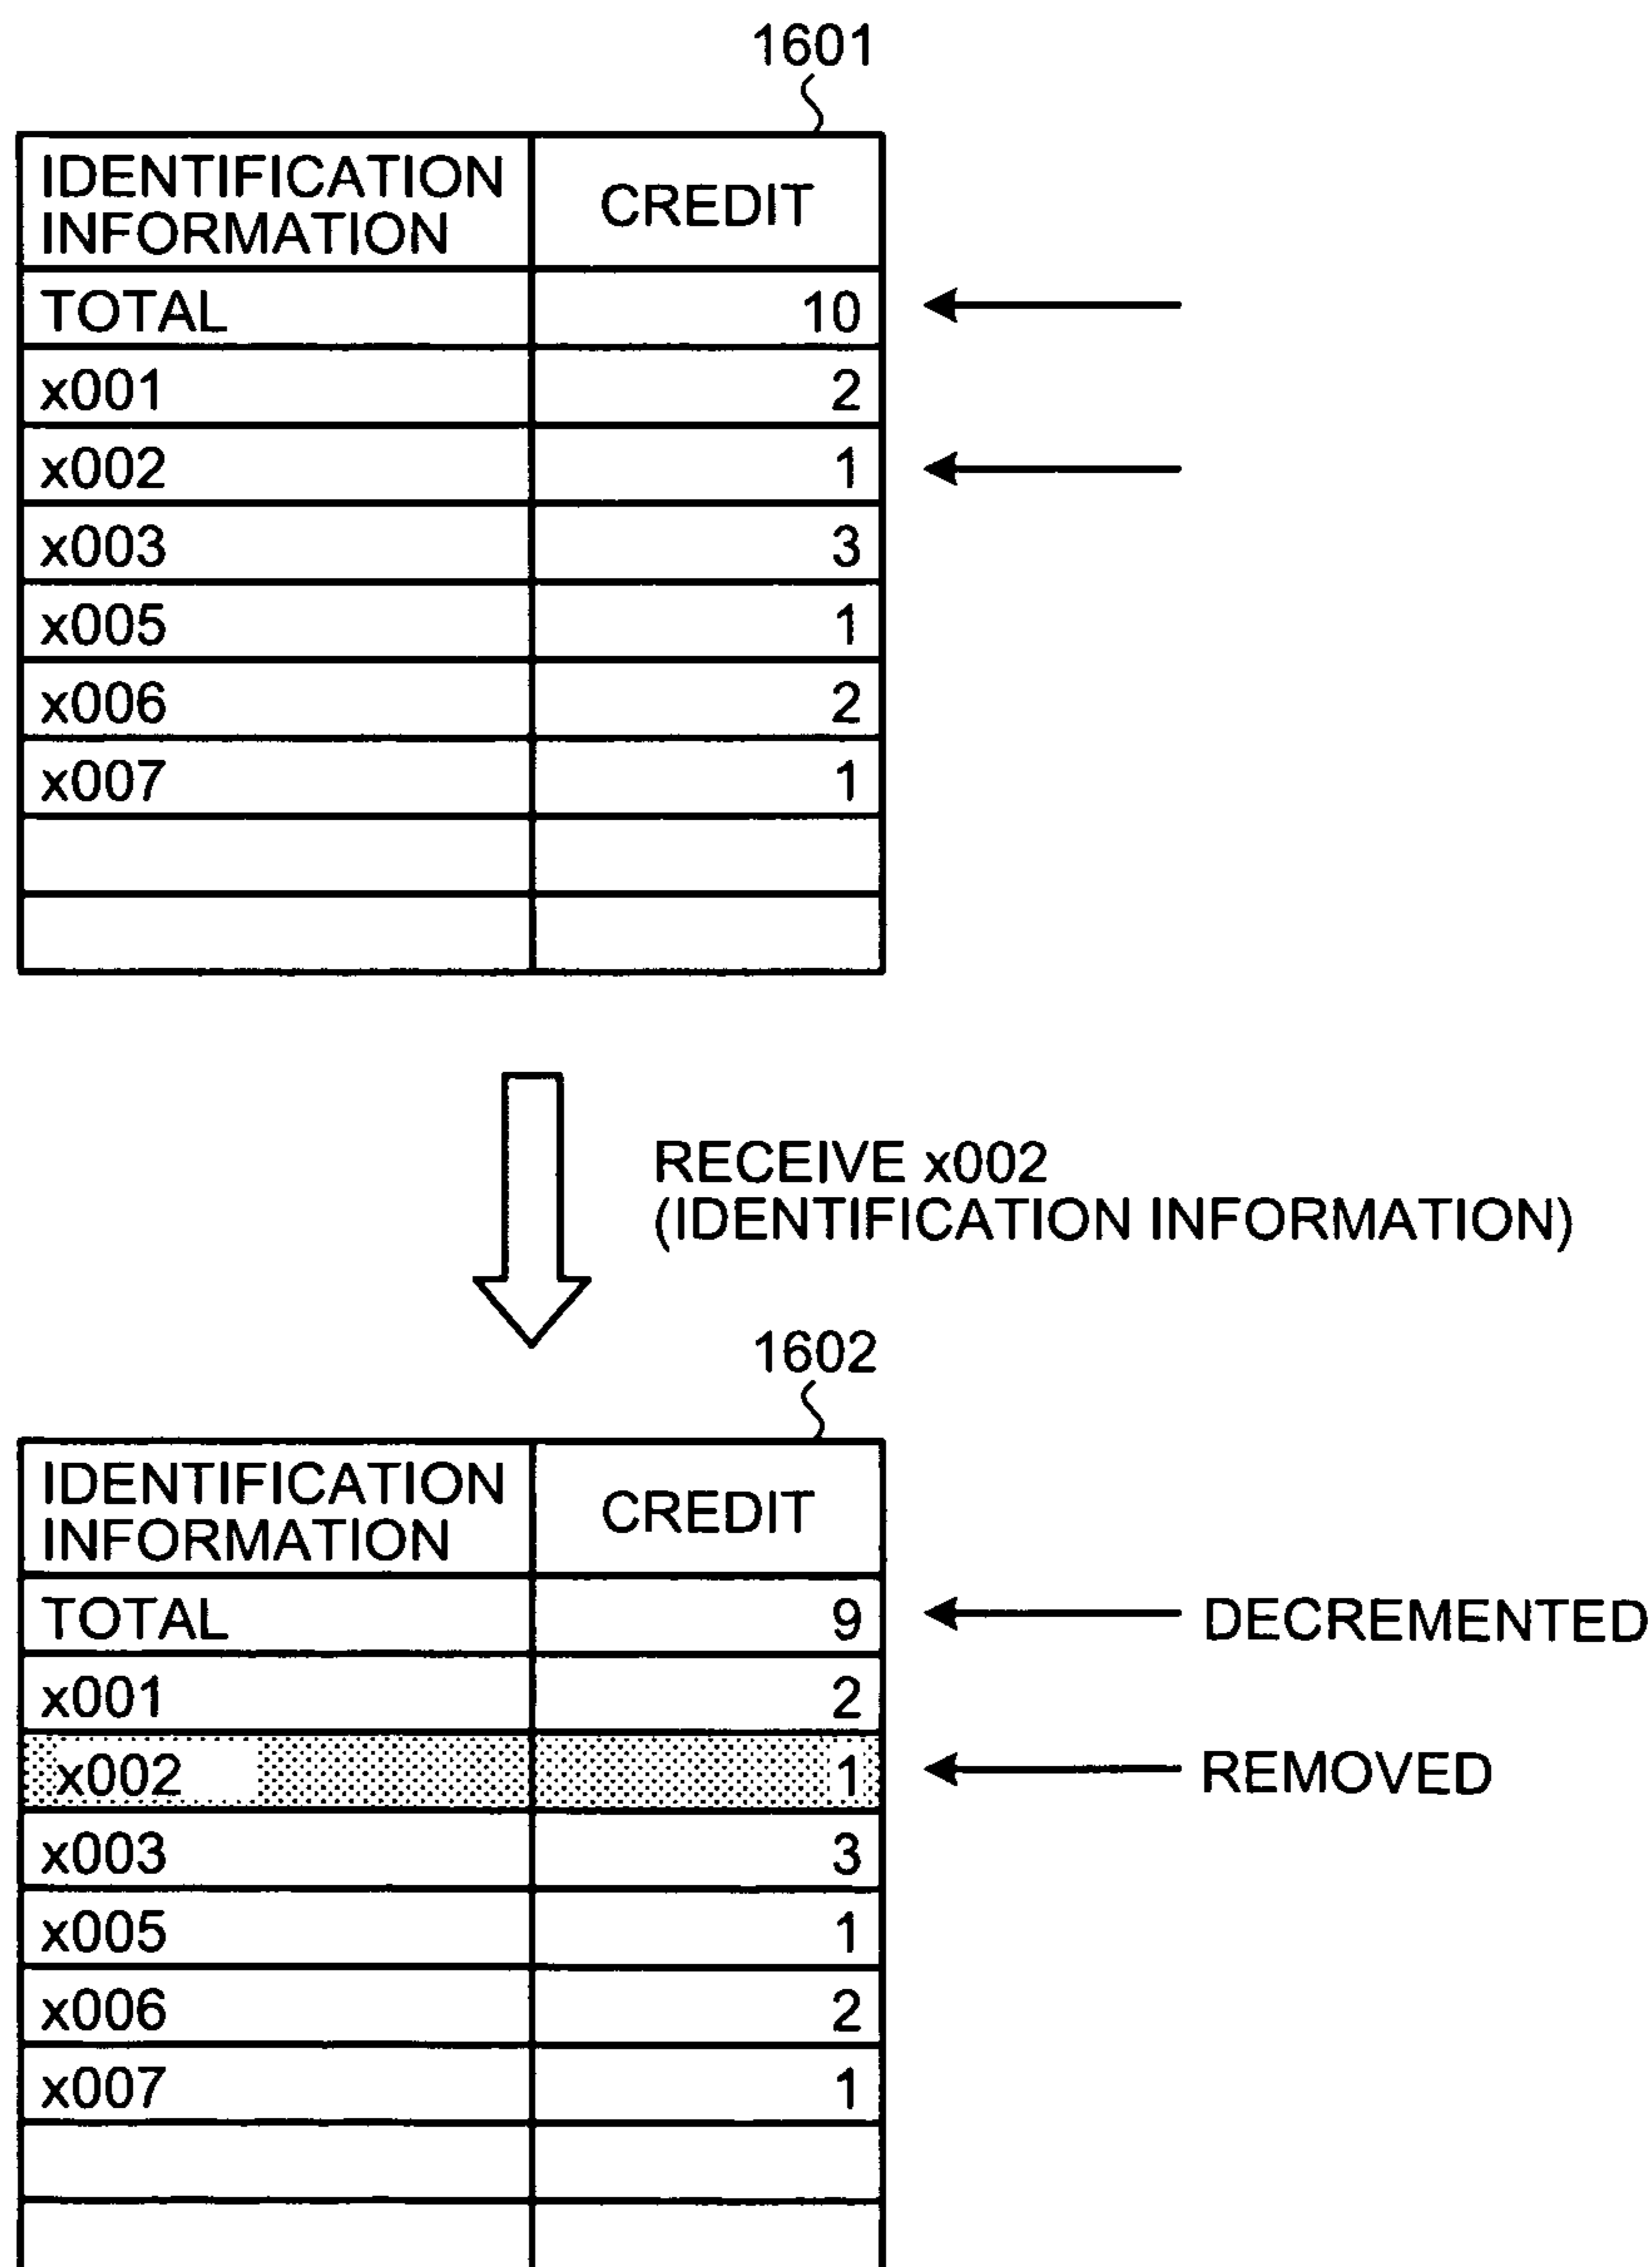 1601
IDENTIFICATION
INFORMATION
CREDIT
TOTAL 10
x001 2
x002 1
x003 3
x005 1
x006 2
x007 1
RECEIVE x002
(IDENTIFICATION INFORMATION)
1602
IDENTIFICATION
INFORMATION
CREDIT
TOTAL 9 DECREMENTED
x001 2
x002 1 REMOVED
x003 3
x005 1
x006 2
x007 1